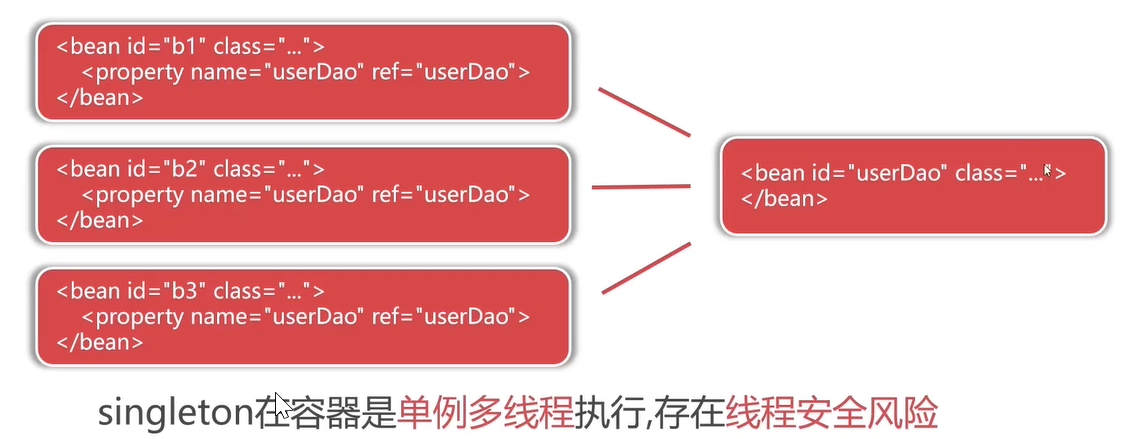 <bean id="b1" class="...">
<property name="userDao" ref="userDao">
</bean>
<bean id="b2" class="...">
<property name="userDao" ref="userDao">
</bean>
<bean id="b3" class="...">
<property name="userDao" ref="userDao">
</bean>
<bean id="userDao" class="...">
</bean>
singleton在容器是单例多线程执行,存在线程安全风险